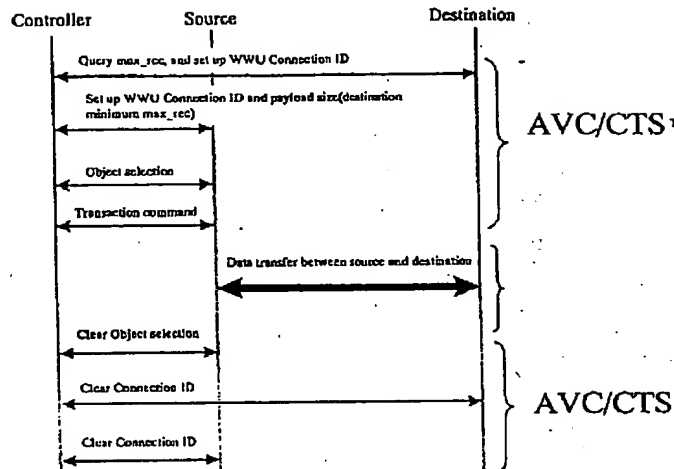 Controller Source Destination
Query max_rec, and set up WWU Connection ID
Set up WWU Connection ID and payload size(destination
minimum max_rec)
AVC/CTS
Object selection
Transaction command
Data transfer between source and destination
Clear Object selection
Clear Connection ID
AVC/CTS
Clear Connection ID